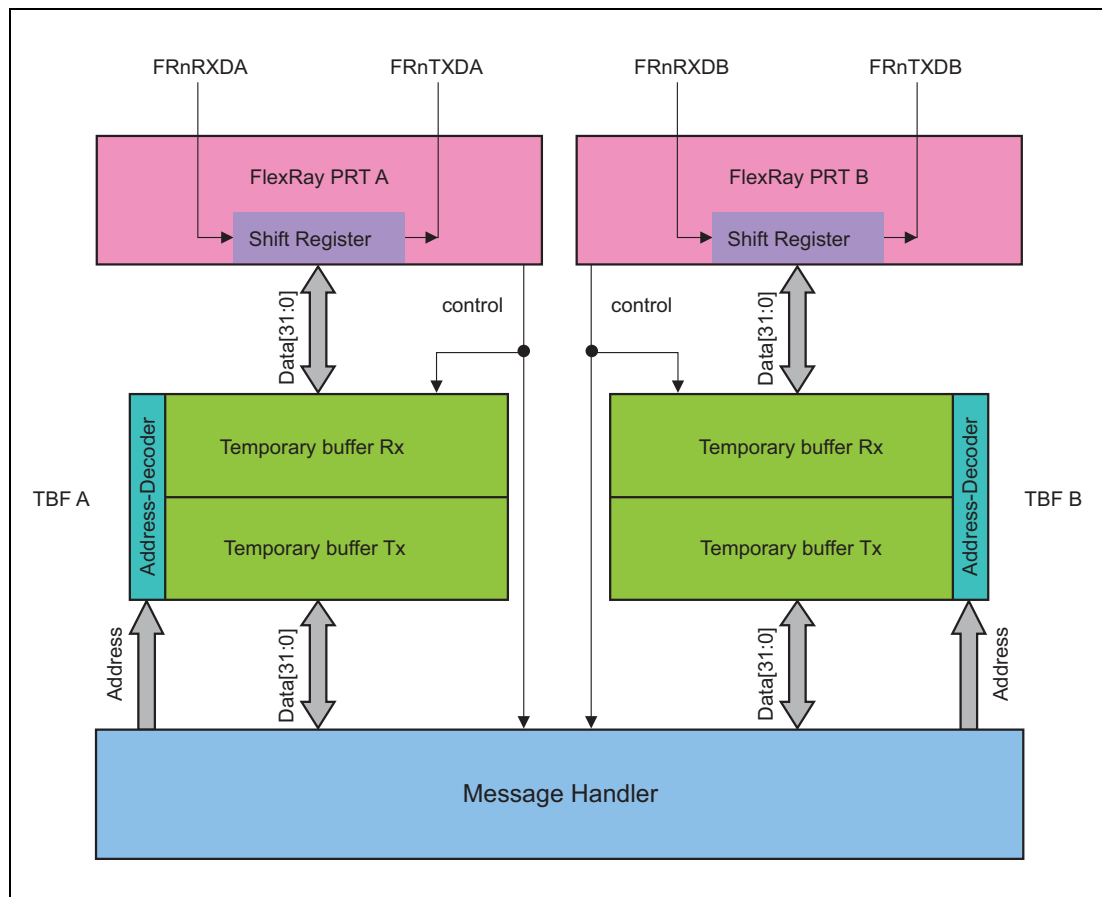 FRnRXDA
FRnTXDA
FRnRXDB
FRnTXDB
FlexRay PRT A
FlexRay PRT B
Shift Register
Shift Register
Data[31:0]
control
control
Data[31:0]
TBF A
Address-Decoder
Temporary buffer Rx
Temporary buffer Tx
Temporary buffer Rx
Temporary buffer Tx
Address-Decoder
TBF B
Address
Data[31:0]
Data[31:0]
Address
Message Handler